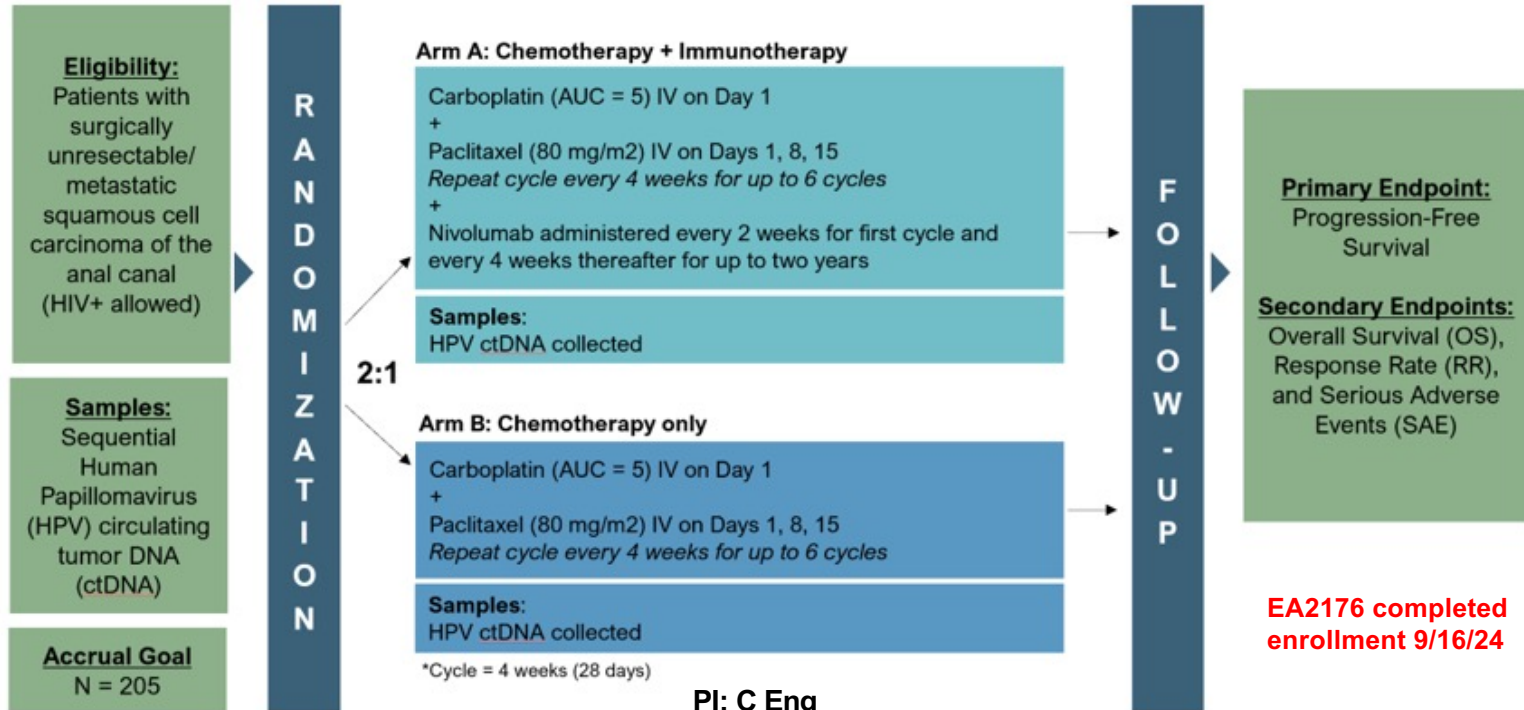 Eligibility:
Patients with
surgically
unresectable/
metastatic
squamous cell
carcinoma of the
anal canal
(HIV+ allowed)
Samples:
Sequential
Human
Papillomavirus
(HPV) circulating
tumor DNA
(ctDNA)
Accrual Goal
N = 205
RANDOMIZATION
2:1
Arm A: Chemotherapy + Immunotherapy
Carboplatin (AUC = 5) IV on Day 1
+
Paclitaxel (80 mg/m2) IV on Days 1, 8, 15
Repeat cycle every 4 weeks for up to 6 cycles
+
Nivolumab administered every 2 weeks for first cycle and
every 4 weeks thereafter for up to two years
Samples:
HPV ctDNA collected
Arm B: Chemotherapy only
Carboplatin (AUC = 5) IV on Day 1
+
Paclitaxel (80 mg/m2) IV on Days 1, 8, 15
Repeat cycle every 4 weeks for up to 6 cycles
Samples:
HPV ctDNA collected
*Cycle = 4 weeks (28 days)
PI: C Eng
FOLLOW-UP
Primary Endpoint:
Progression-Free
Survival
Secondary Endpoints:
Overall Survival (OS),
Response Rate (RR),
and Serious Adverse
Events (SAE)
EA2176 completed
enrollment 9/16/24